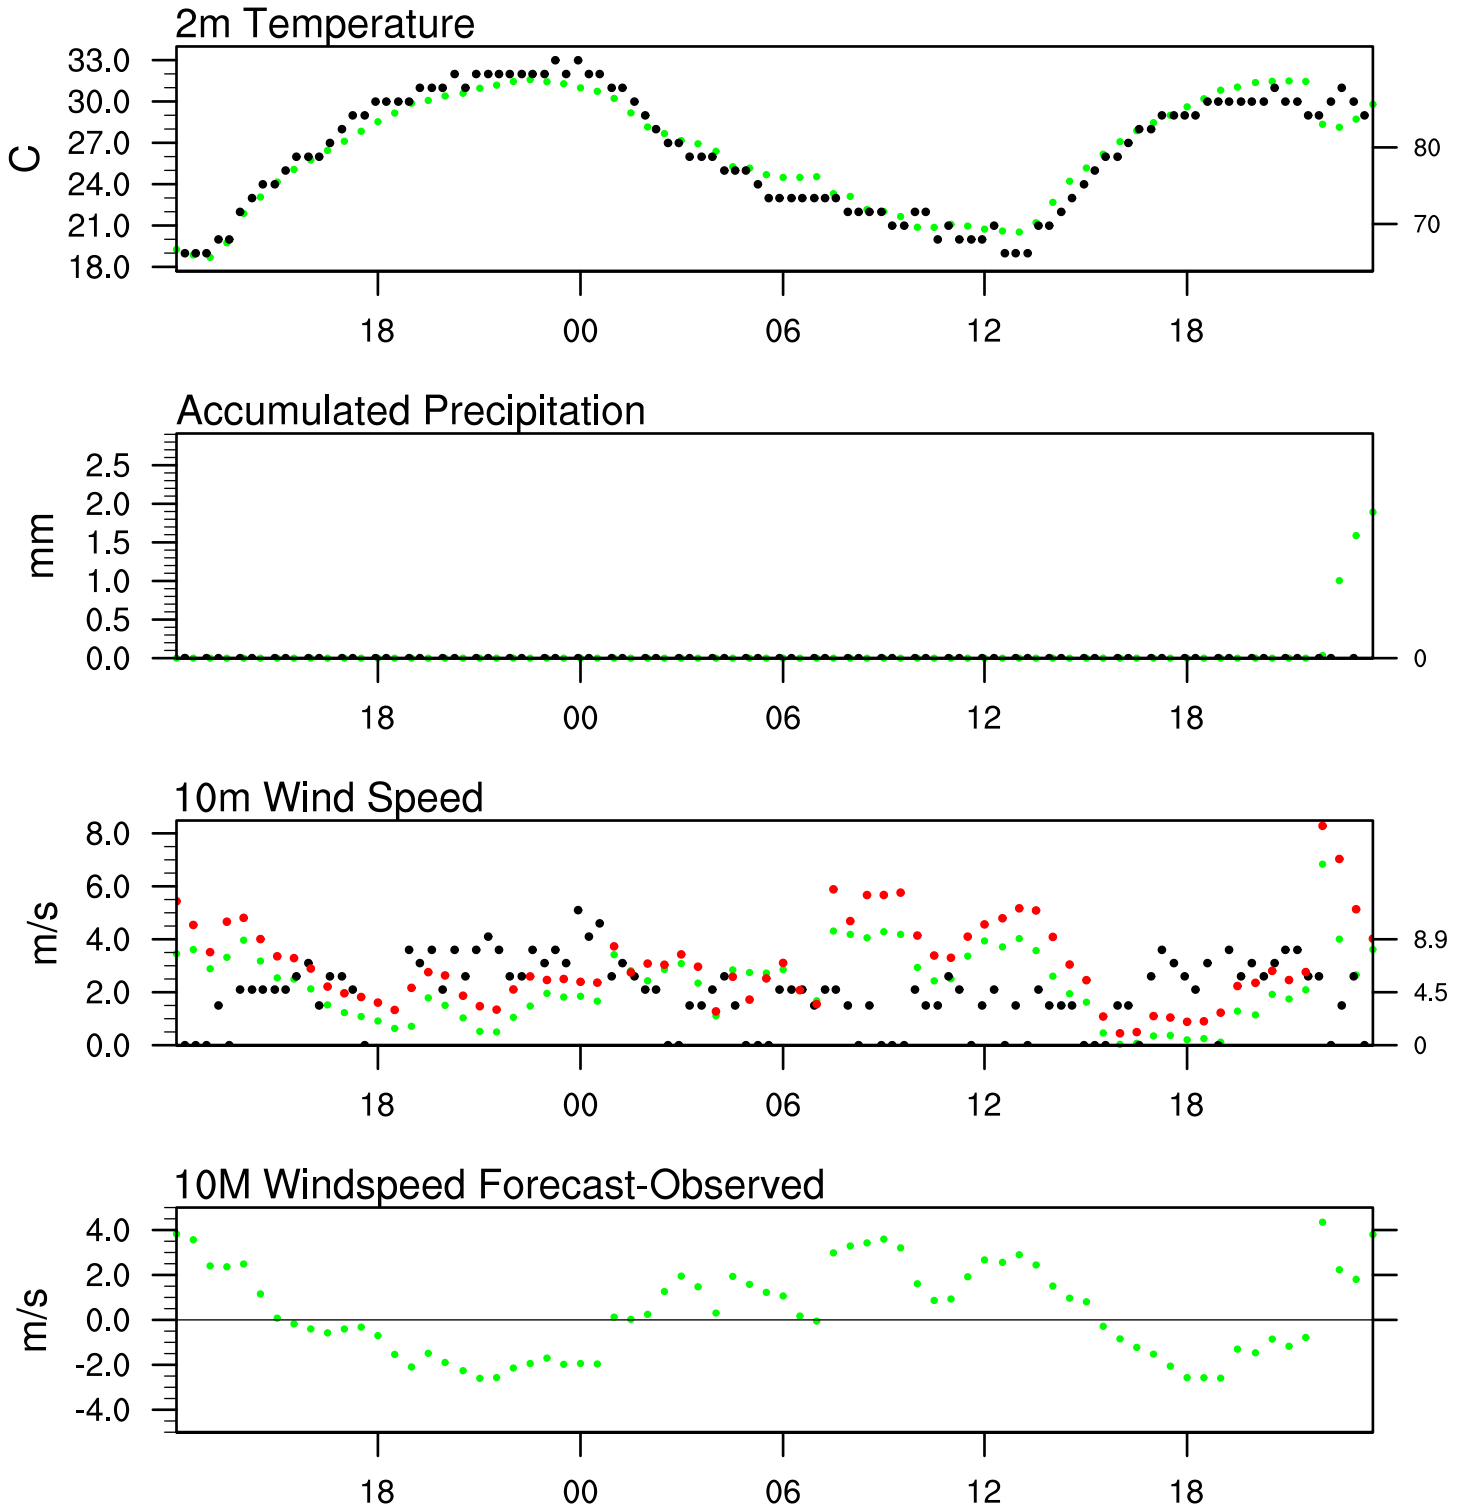 2m Temperature
33.0
30.0
27.0
24.0
21.0
18.0
C
80
70
18 00 06 12 18
Accumulated Precipitation
2.5
2.0
1.5
1.0
0.5
0.0
mm
0
18 00 06 12 18
10m Wind Speed
8.0
6.0
4.0
2.0
0.0
m/s
8.9
4.5
0
18 00 06 12 18
10M Windspeed Forecast-Observed
4.0
2.0
0.0
-2.0
-4.0
m/s
18 00 06 12 18